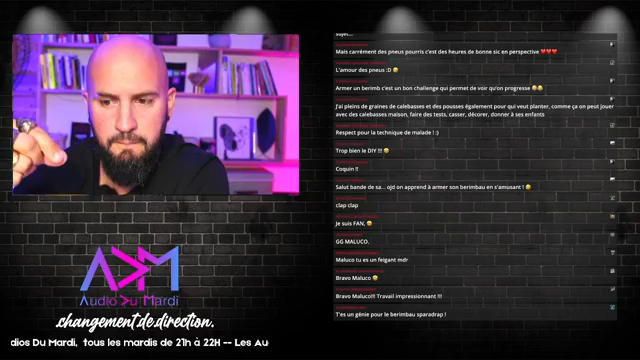 sujet...
Mais carrément des pneus pourris c'est des heures de bonne sic en perspective ❤️❤️❤️
L'amour des pneus :D 🤣
Armer un berimb c'est un bon challenge qui permet de voir qu'on progresse 😂😂
J'ai pleins de graines de calebasses et des pousses également pour qui veut planter, comme ça on peut jouer
avec des calebasses maison, faire des tests, casser, décorer, donner à ses enfants
Respect pour la technique de malade ! :)
Trop bien le DIY !!! 🤣
Coquin !!
Salut bande de sa... ojd on apprend à armer son berimbau en s'amusant ! 🤣
clap clap
Je suis FAN, 🤣
GG MALUCO.
Maluco tu es un feigant mdr
Bravo Maluco 🤣
Bravo Maluco!!! Travail impressionnant !!!
T'es un génie pour le berimbau sparadrap !
ADM
Audio Du Mardi
.changement.de.direction.
dios Du Mardi, tous les mardis de 21h à 22H -- Les Au